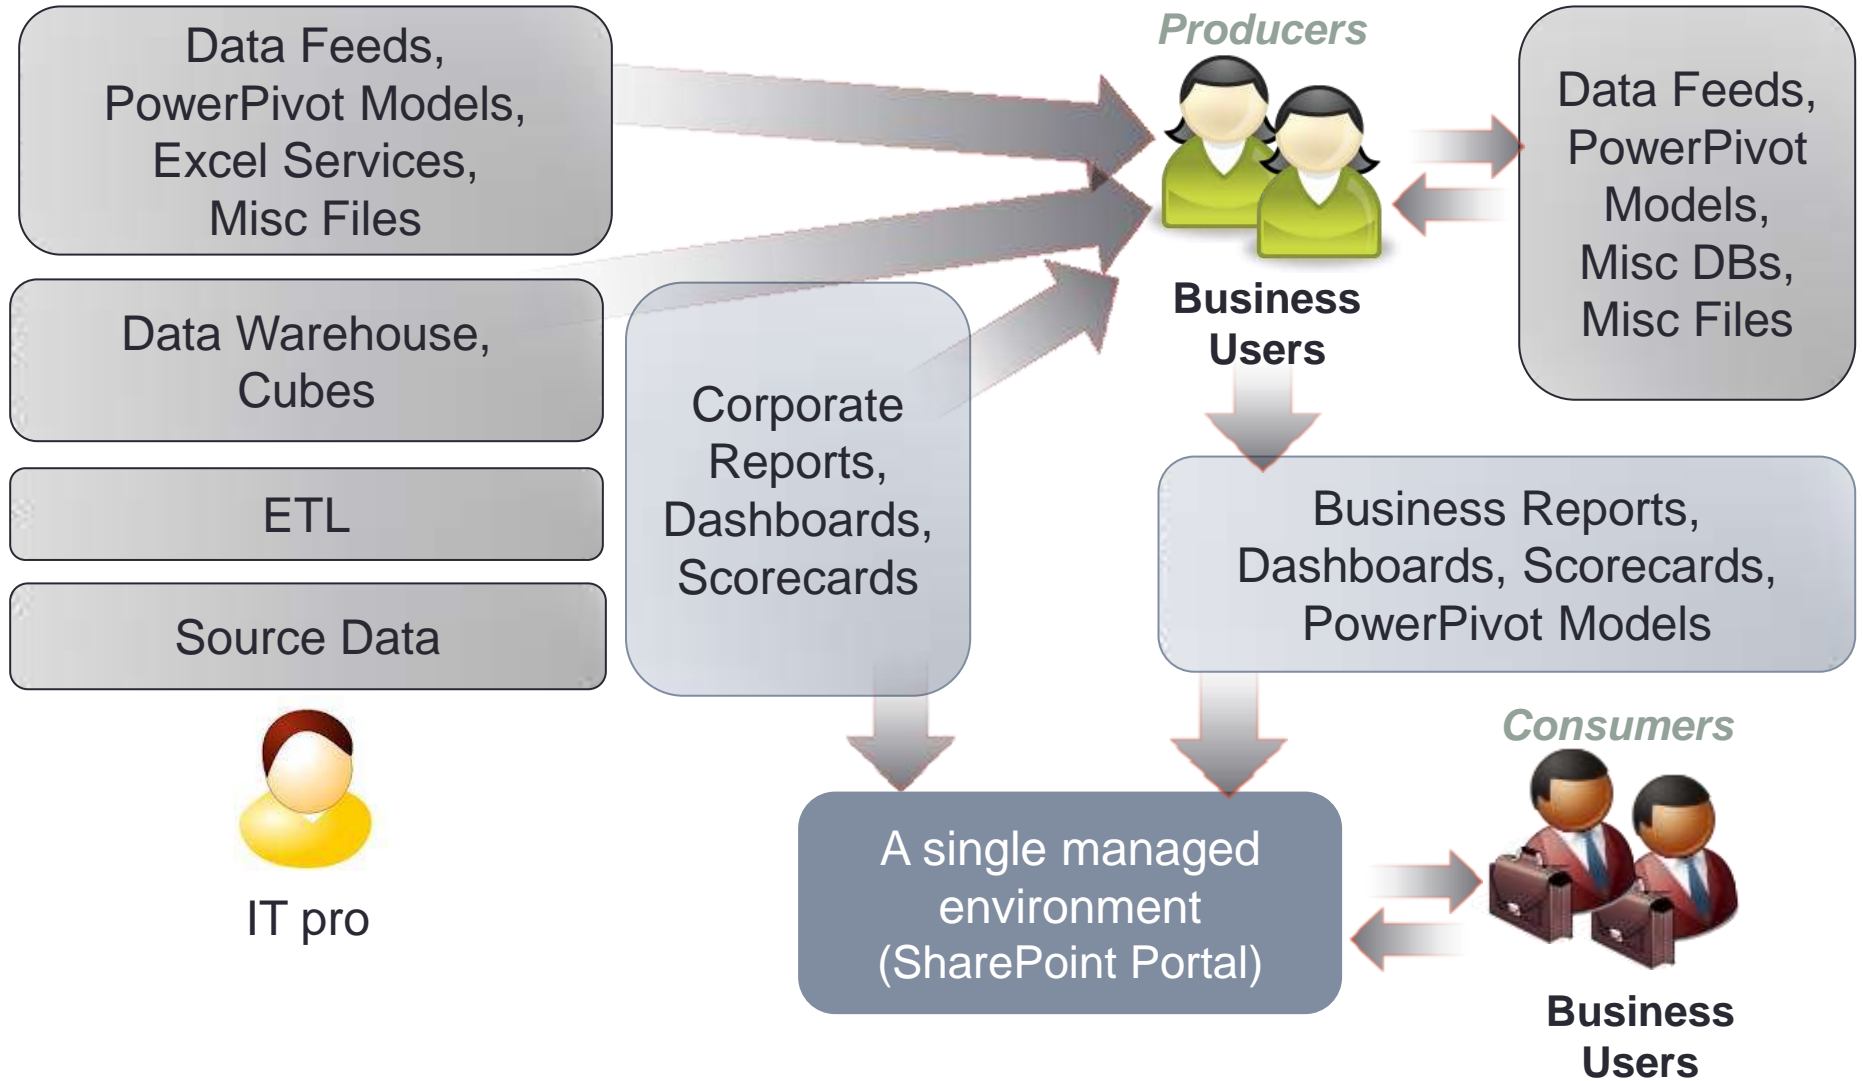 Data Feeds,
PowerPivot Models,
Excel Services,
Misc Files
Data Warehouse,
Cubes
ETL
Source Data
IT pro
Corporate
Reports,
Dashboards,
Scorecards
Producers
Business
Users
Data Feeds,
PowerPivot
Models,
Misc DBs,
Misc Files
Business Reports,
Dashboards, Scorecards,
PowerPivot Models
A single managed
environment
(SharePoint Portal)
Consumers
Business
Users